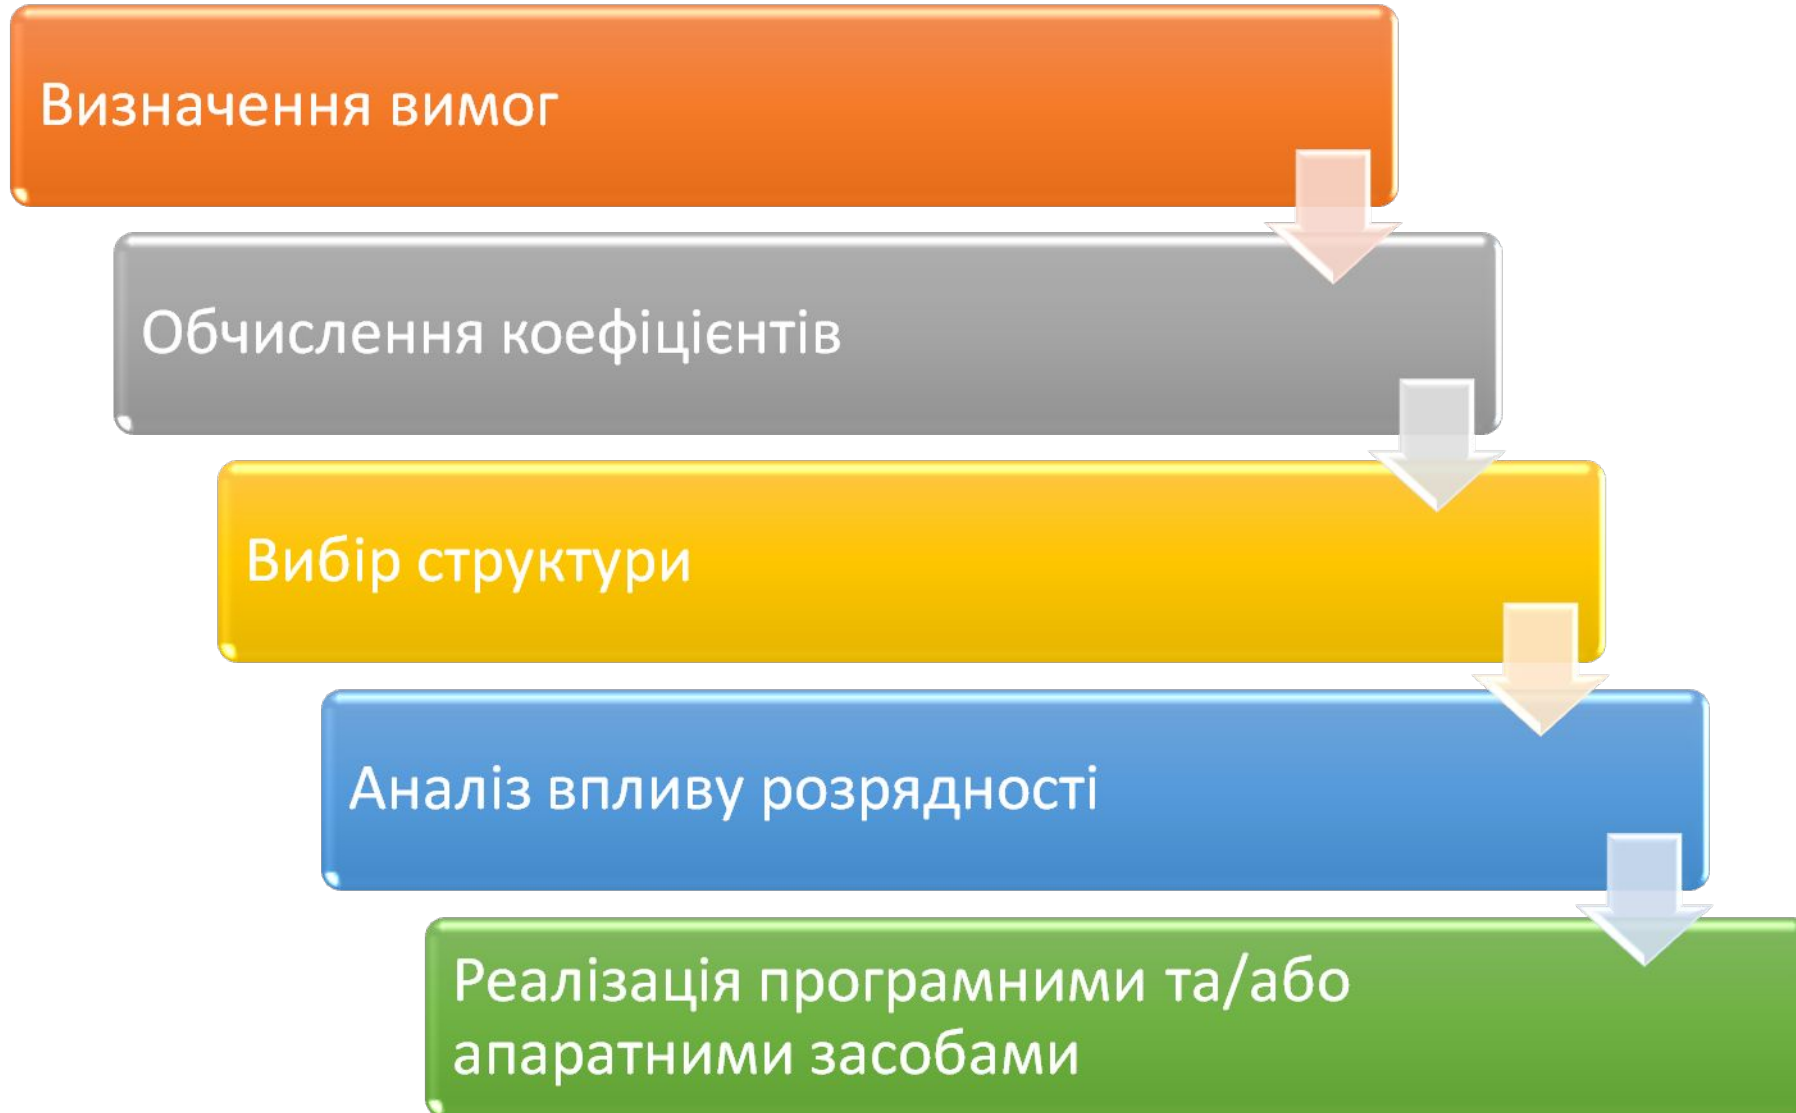 Визначення вимог
Обчислення коефіцієнтів
Вибір структури
Аналіз впливу розрядності
Реалізація програмними та/або
апаратними засобами